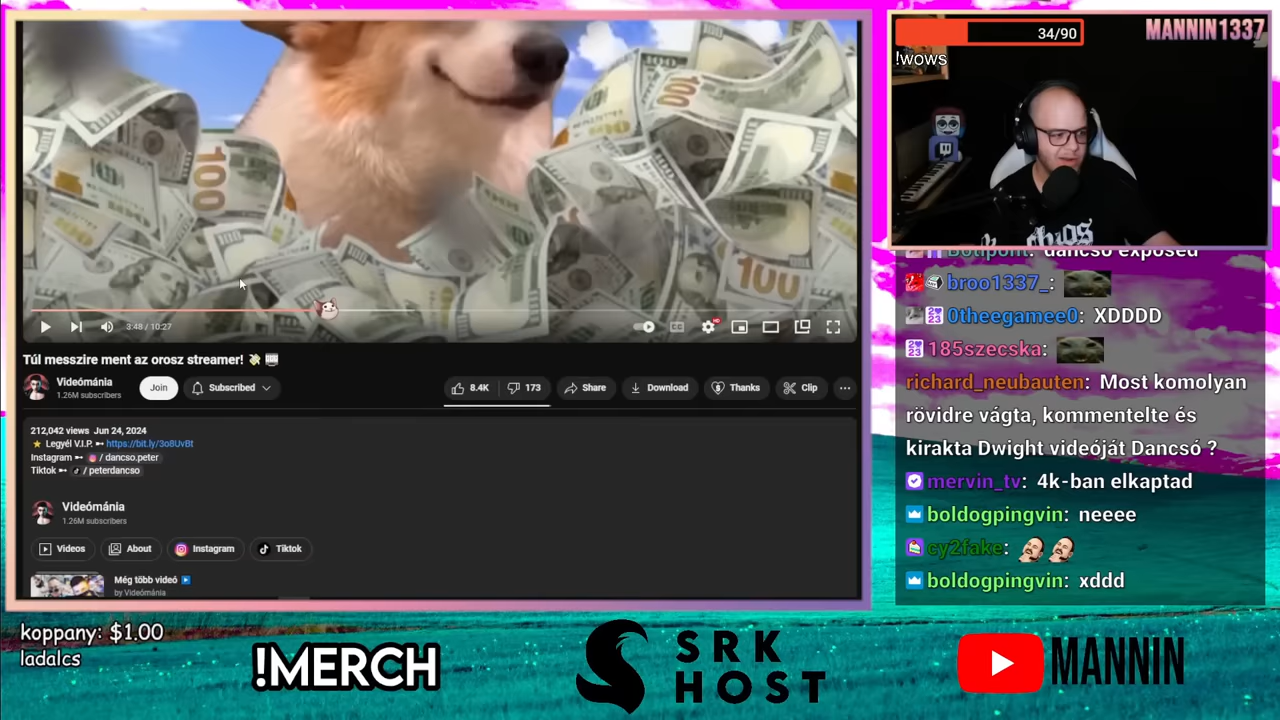 34/90
MANNIN1337
!wows
100
100
100
100
3:48 / 10:27
Túl messzire ment az orosz streamer!
Videómánia
1.26M subscribers
Join
Subscribed
8.4K
173
Share
Download
Thanks
Clip
212,042 views Jun 24, 2024
Legyél V.I.P. ➻ https://bit.ly/3o8UvBt
Instagram ➻ / dancso.peter
Tiktok ➻ / peterdancso
Videómánia
1.26M subscribers
Videos
About
Instagram
Tiktok
Még több videó
by Videómánia
dancsó exposed
broo1337_:
0theegamee0: XDDDD
185szecska:
richard_neubauten: Most komolyan
rövidre vágta, kommentelte és
kirakta Dwight videóját Dancsó ?
mervin_tv: 4k-ban elkaptad
boldogpingvin: neeee
cy2fake:
boldogpingvin: xddd
koppany: $1.00
ladalcs
!MERCH
SRK
HOST
MANNIN